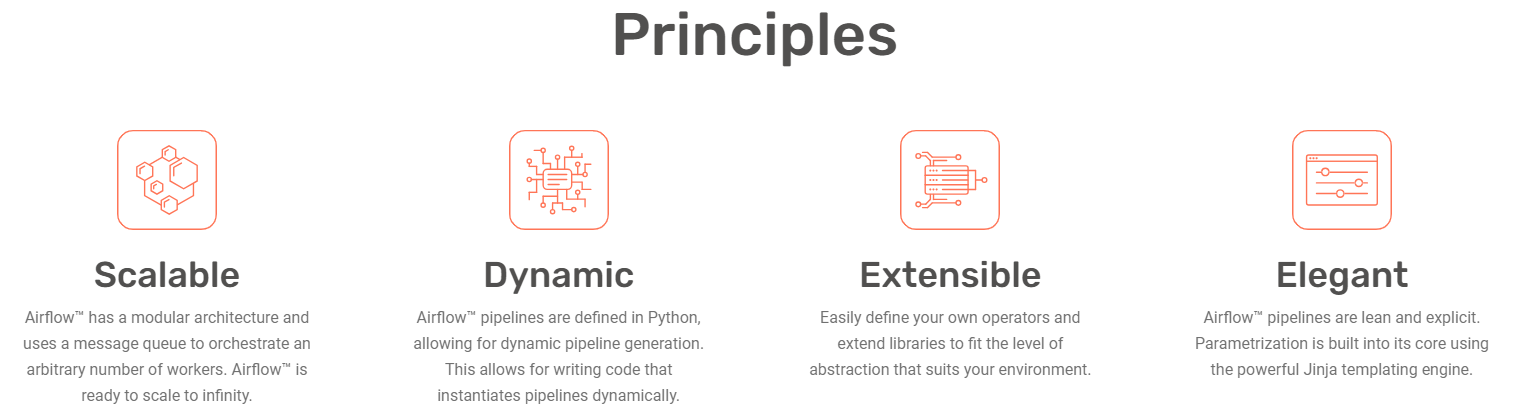 Principles
Scalable
Airflow™ has a modular architecture and
uses a message queue to orchestrate an
arbitrary number of workers. Airflow™ is
ready to scale to infinity.
Dynamic
Airflow™ pipelines are defined in Python,
allowing for dynamic pipeline generation.
This allows for writing code that
instantiates pipelines dynamically.
Extensible
Easily define your own operators and
extend libraries to fit the level of
abstraction that suits your environment.
Elegant
Airflow™ pipelines are lean and explicit.
Parametrization is built into its core using
the powerful Jinja templating engine.